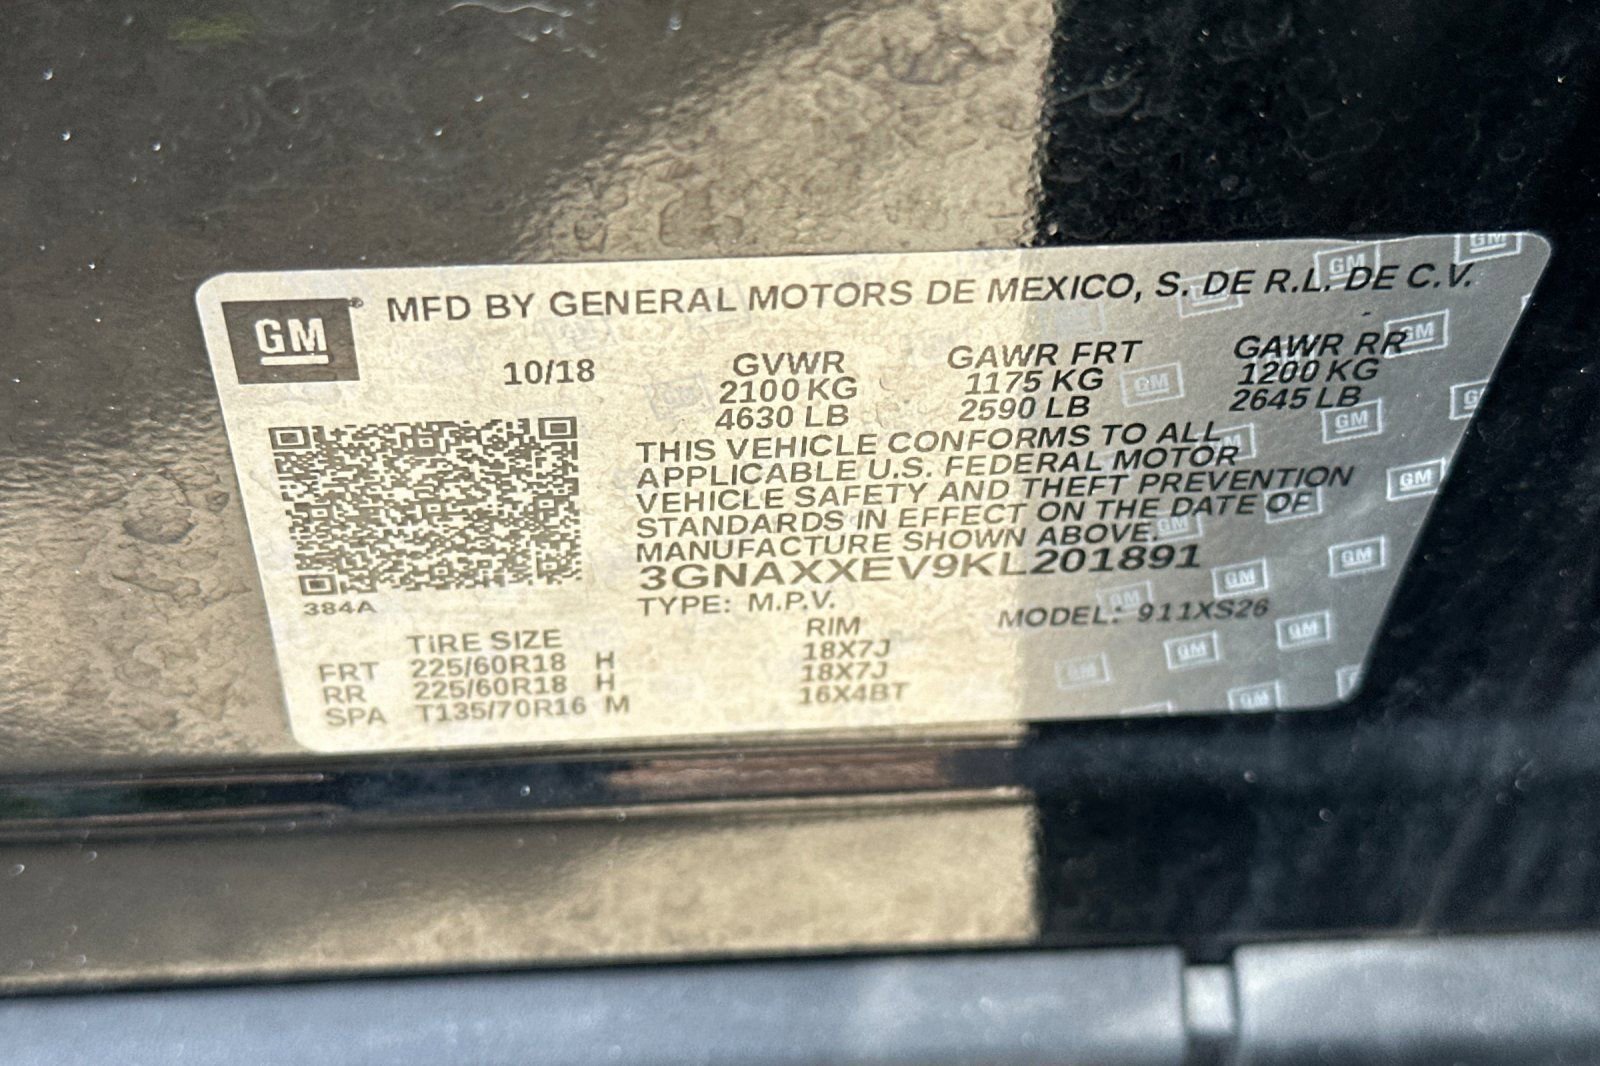 GM® MFD BY GENERAL MOTORS DE MEXICO, S. DE R.L. DE C.V.
10/18 GVWR GAWR FRT GAWR RR
2100 KG 1175 KG 1200 KG
4630 LB 2590 LB 2645 LB
THIS VEHICLE CONFORMS TO ALL
APPLICABLE U.S. FEDERAL MOTOR
VEHICLE SAFETY AND THEFT PREVENTION
STANDARDS IN EFFECT ON THE DATE OF
MANUFACTURE SHOWN ABOVE.
3GNAXXEV9KL201891
384A TYPE: M.P.V. MODEL: 911XS26
TIRE SIZE RIM
FRT 225/60R18 H 18X7J
RR 225/60R18 H 18X7J
SPA T135/70R16 M 16X4BT